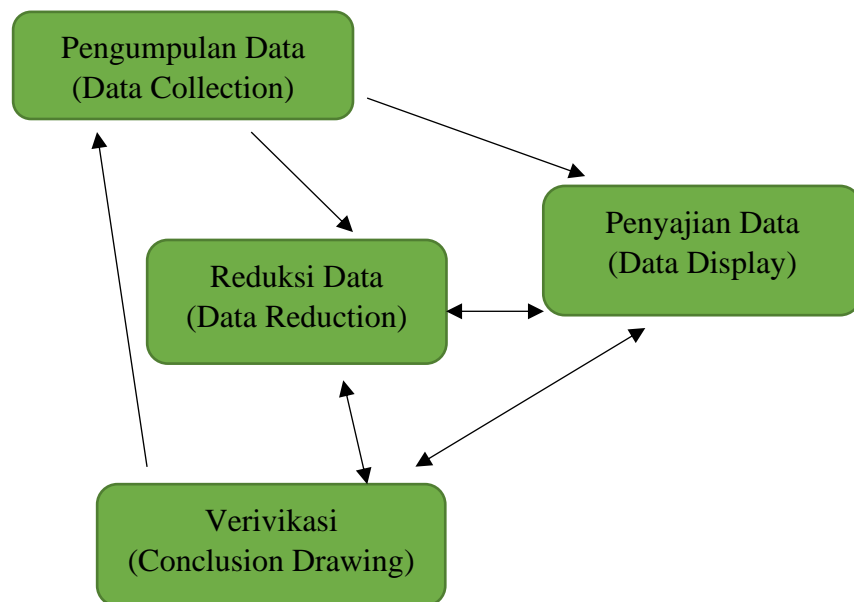 Pengumpulan Data
(Data Collection)
Penyajian Data
(Data Display)
Reduksi Data
(Data Reduction)
Verivikasi
(Conclusion Drawing)